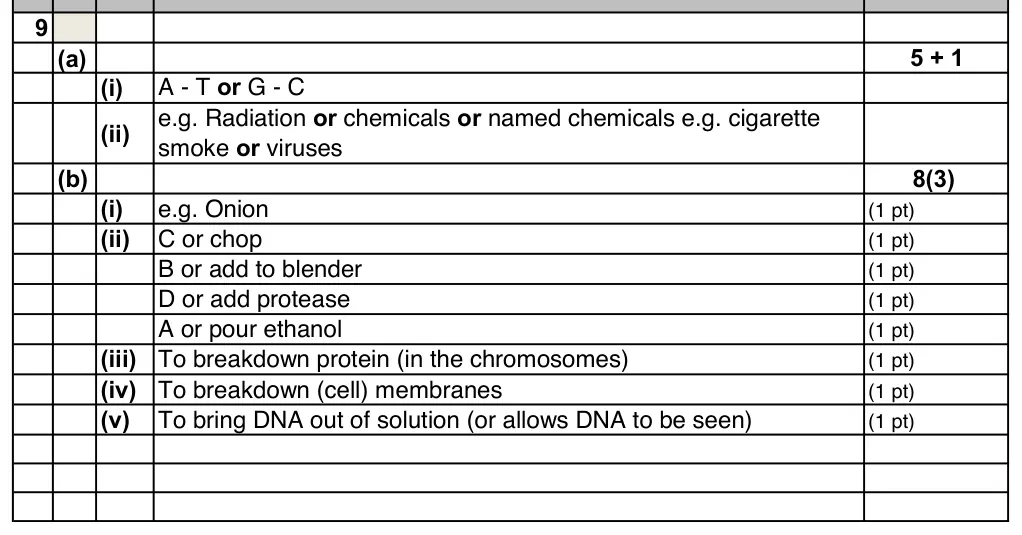 9
(a) 5 + 1
(i) A - T or G - C
(ii) e.g. Radiation or chemicals or named chemicals e.g. cigarette
smoke or viruses
(b) 8(3)
(i) e.g. Onion (1 pt)
(ii) C or chop (1 pt)
B or add to blender (1 pt)
D or add protease (1 pt)
A or pour ethanol (1 pt)
(iii) To breakdown protein (in the chromosomes) (1 pt)
(iv) To breakdown (cell) membranes (1 pt)
(v) To bring DNA out of solution (or allows DNA to be seen) (1 pt)